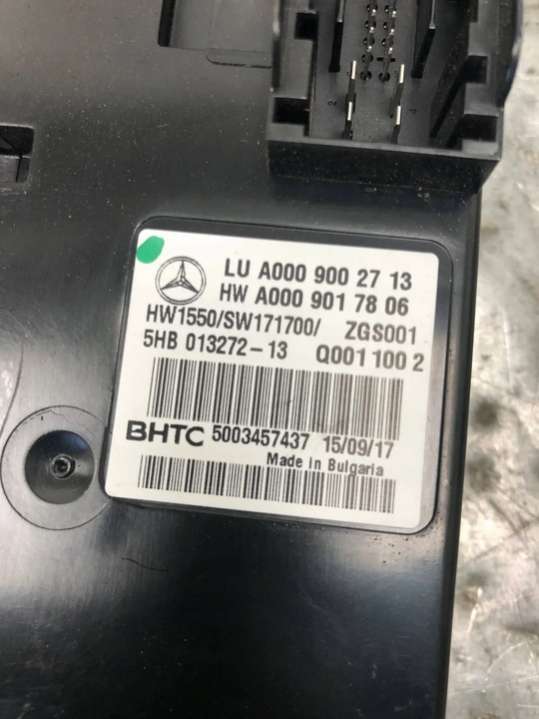 LU A000 900 27 13
HW A000 901 78 06
HW1550/SW171700/ ZGS001
5HB 013272-13 Q001 100 2
BHTC 5003457437 15/09/17
Made in Bulgaria